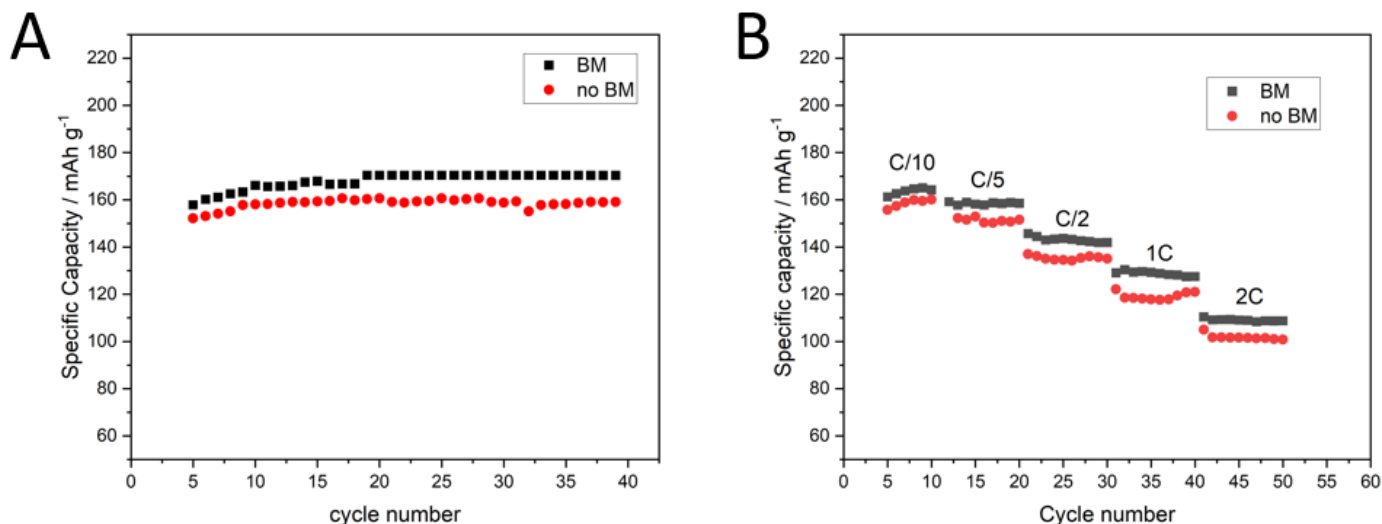 A
220
200
180
160
140
120
100
80
60
Specific Capacity / mAh g⁻¹
BM
no BM
0 5 10 15 20 25 30 35 40
cycle number
B
220
200
180
160
140
120
100
80
60
Specific capacity / mAh g⁻¹
BM
no BM
C/10
C/5
C/2
1C
2C
0 5 10 15 20 25 30 35 40 45 50 55 60
Cycle number